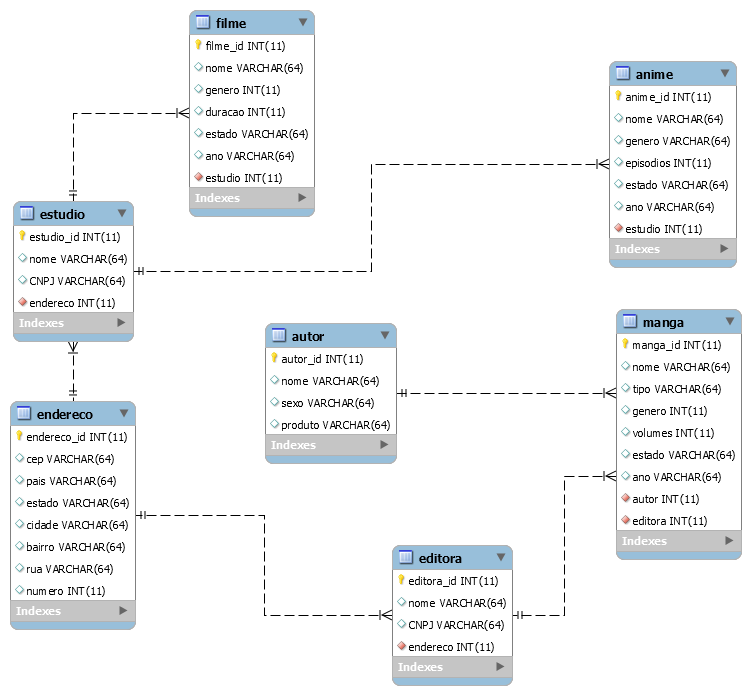 filme
filme_id INT(11)
nome VARCHAR(64)
genero INT(11)
duracao INT(11)
estado VARCHAR(64)
ano VARCHAR(64)
estudio INT(11)
Indexes
anime
anime_id INT(11)
nome VARCHAR(64)
genero VARCHAR(64)
episodios INT(11)
estado VARCHAR(64)
ano VARCHAR(64)
estudio INT(11)
Indexes
estudio
estudio_id INT(11)
nome VARCHAR(64)
CNPJ VARCHAR(64)
endereco INT(11)
Indexes
autor
autor_id INT(11)
nome VARCHAR(64)
sexo VARCHAR(64)
produto VARCHAR(64)
Indexes
manga
manga_id INT(11)
nome VARCHAR(64)
tipo VARCHAR(64)
genero INT(11)
volumes INT(11)
estado VARCHAR(64)
ano VARCHAR(64)
autor INT(11)
editora INT(11)
Indexes
endereco
endereco_id INT(11)
cep VARCHAR(64)
pais VARCHAR(64)
estado VARCHAR(64)
cidade VARCHAR(64)
bairro VARCHAR(64)
rua VARCHAR(64)
numero INT(11)
Indexes
editora
editora_id INT(11)
nome VARCHAR(64)
CNPJ VARCHAR(64)
endereco INT(11)
Indexes